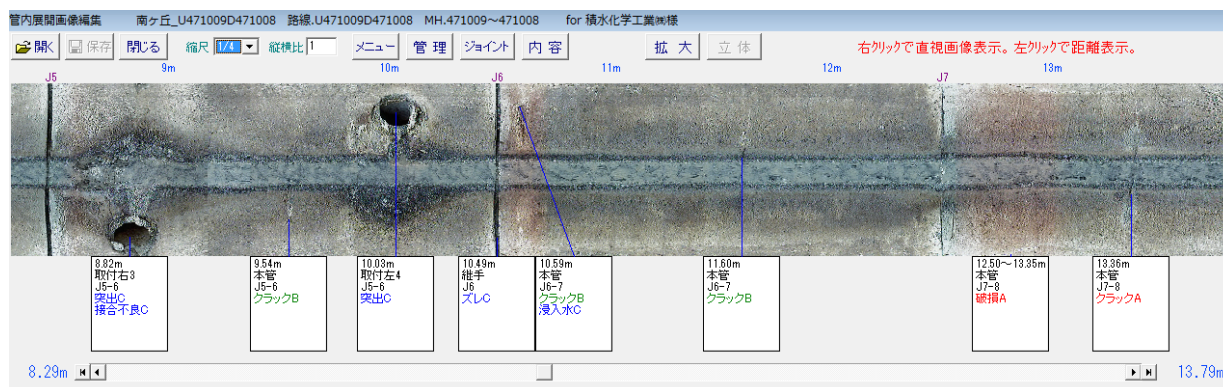 管内展開画像編集 南ヶ丘_U471009D471008 路線.U471009D471008 MH.471009～471008 for 積水化学工業㈱様
開く 保存 閉じる 縮尺 1/4 縦横比 1 メニュー 管理 ジョイント 内容 拡大 立体 右クリックで直視画像表示。左クリックで距離表示。
9m 10m 11m 12m 13m
J5 J6 J7
8.82m
取付右3
J5-6
突出C
接合不良C
9.54m
本管
J5-6
クラックB
10.03m
取付左4
J5-6
突出C
10.49m
継手
J6
ズレC
10.59m
本管
J6-7
クラックB
浸入水C
11.60m
本管
J6-7
クラックB
12.50～13.35m
本管
J7-8
破損A
13.36m
本管
J7-8
クラックA
8.29m 13.79m